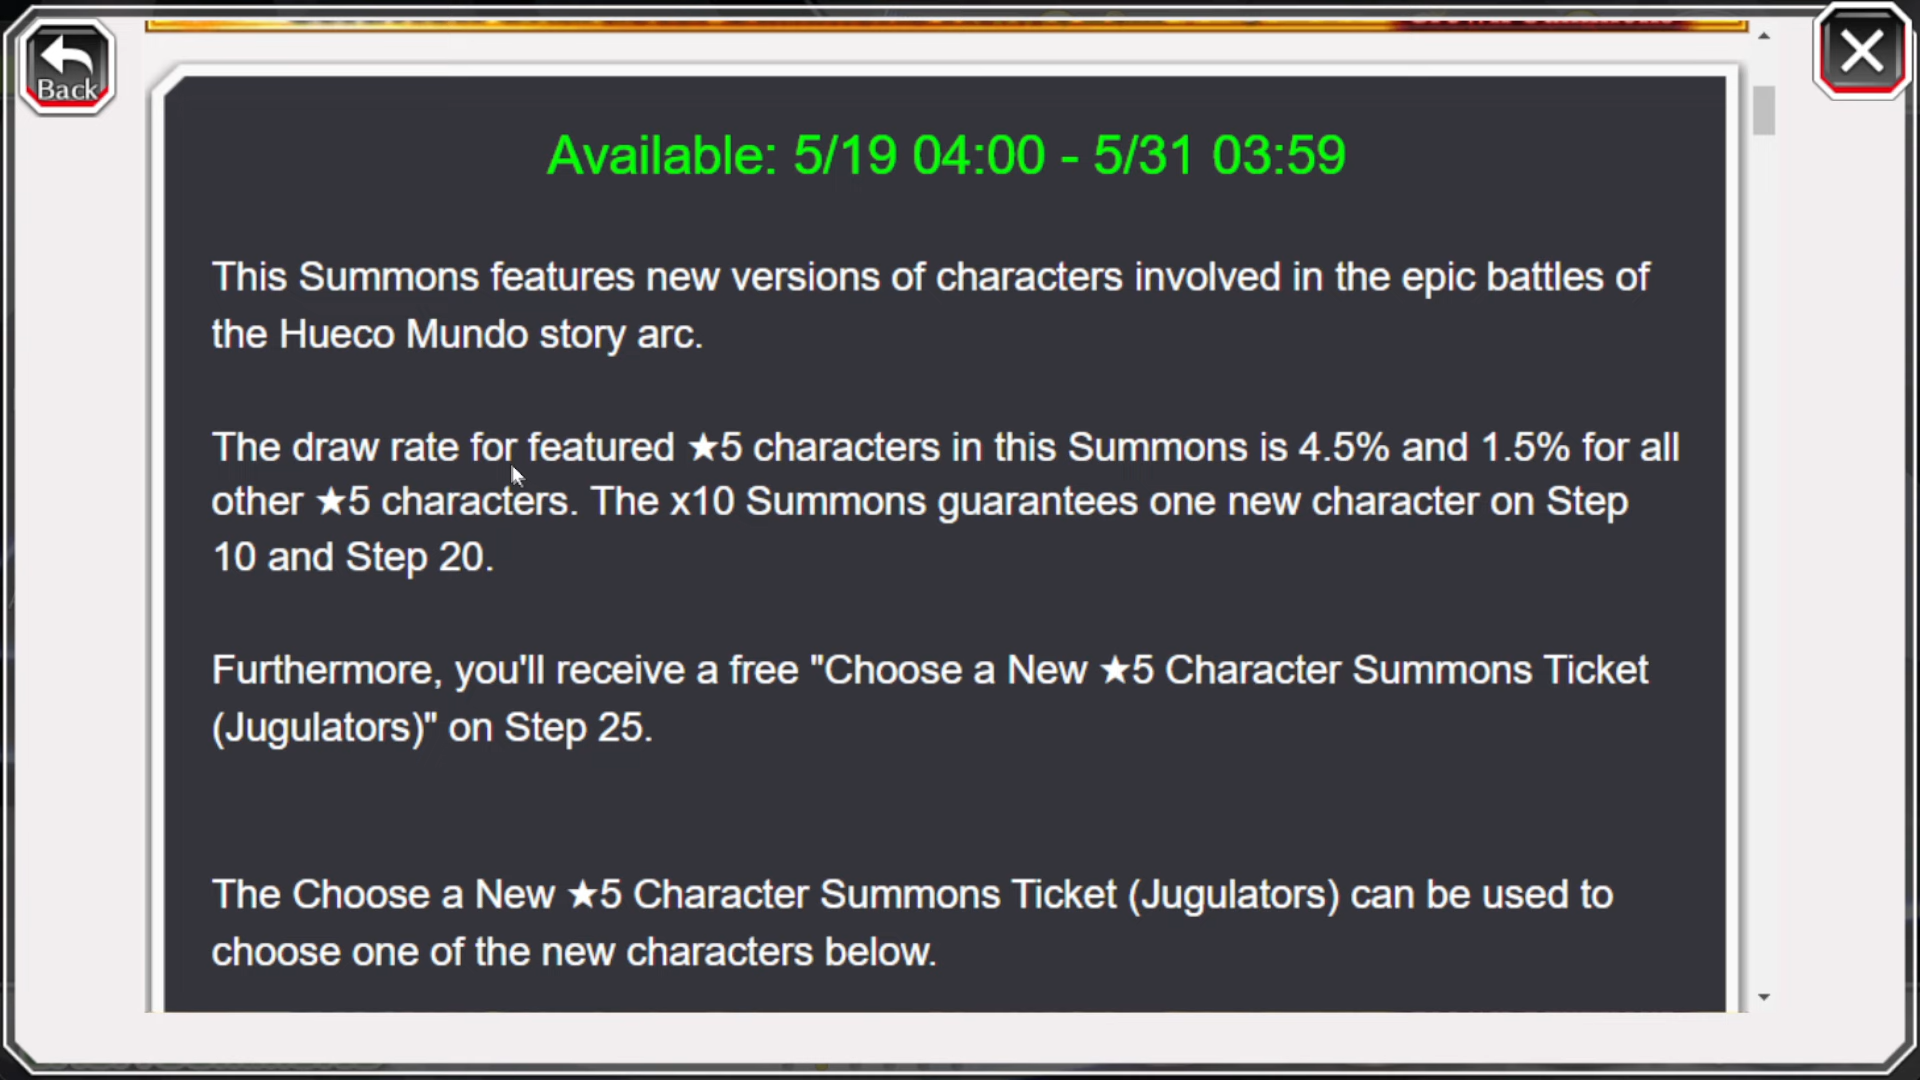 Back
Available: 5/19 04:00 - 5/31 03:59
This Summons features new versions of characters involved in the epic battles of
the Hueco Mundo story arc.
The draw rate for featured ★5 characters in this Summons is 4.5% and 1.5% for all
other ★5 characters. The x10 Summons guarantees one new character on Step
10 and Step 20.
Furthermore, you'll receive a free "Choose a New ★5 Character Summons Ticket
(Jugulators)" on Step 25.
The Choose a New ★5 Character Summons Ticket (Jugulators) can be used to
choose one of the new characters below.